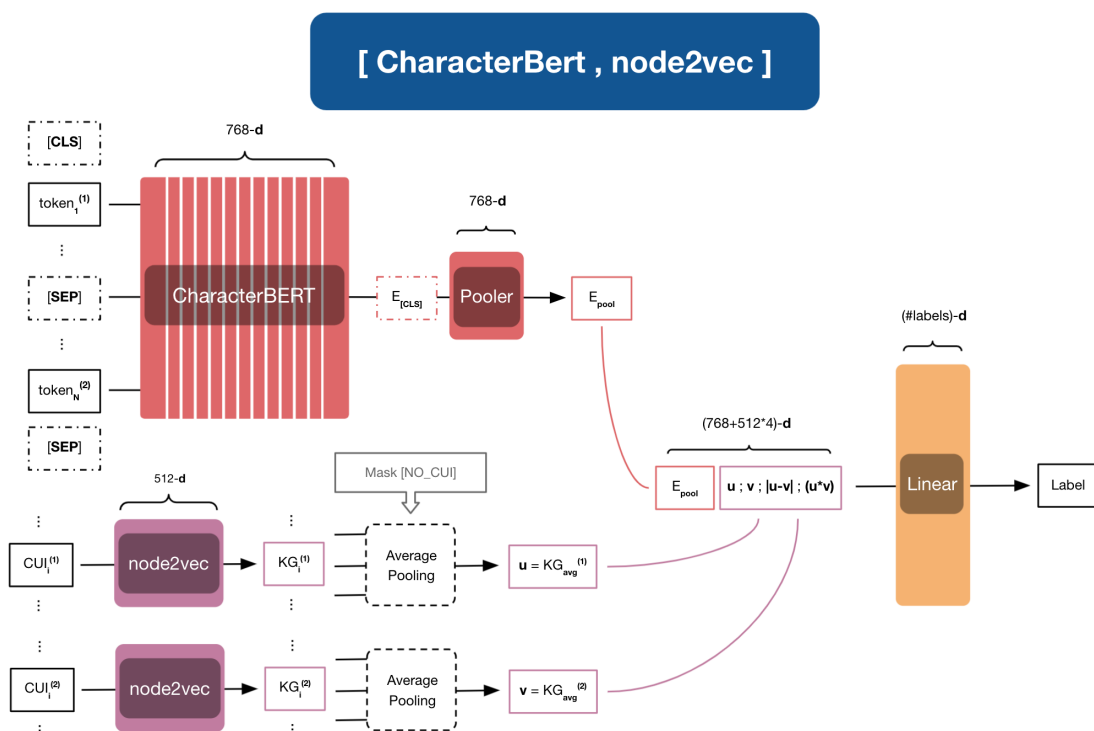 [ CharacterBert , node2vec ]
[CLS]
768-d
token₁⁽¹⁾
⋮
768-d
[SEP]
CharacterBERT
E[CLS]
Pooler
Epool
⋮
(#labels)-d
token_N⁽²⁾
[SEP]
(768+512*4)-d
Mask [NO_CUI]
512-d
Epool
u ; v ; |u-v| ; (u*v)
Linear
Label
⋮
⋮
CUIᵢ⁽¹⁾
node2vec
KGᵢ⁽¹⁾
Average
Pooling
u = KGavg⁽¹⁾
⋮
⋮
⋮
⋮
CUIᵢ⁽²⁾
node2vec
KGᵢ⁽²⁾
Average
Pooling
v = KGavg⁽²⁾
⋮
⋮